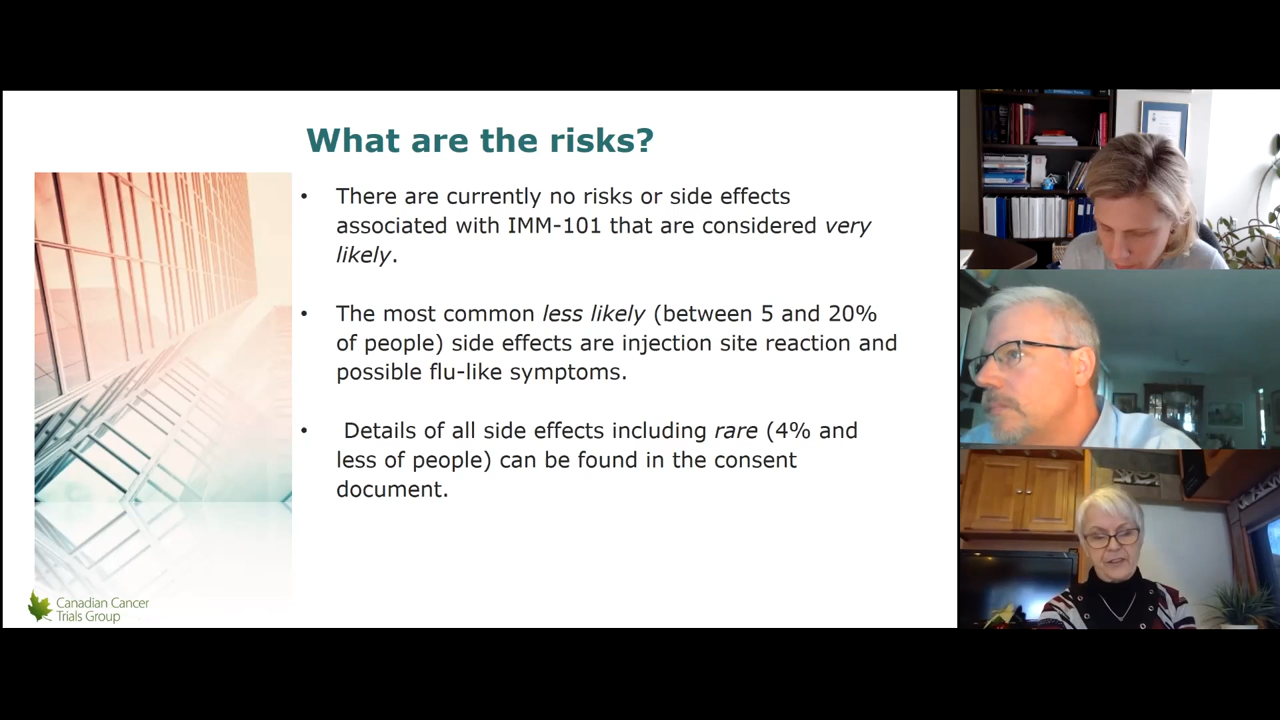 What are the risks?
• There are currently no risks or side effects
associated with IMM-101 that are considered very
likely.
• The most common less likely (between 5 and 20%
of people) side effects are injection site reaction and
possible flu-like symptoms.
• Details of all side effects including rare (4% and
less of people) can be found in the consent
document.
Canadian Cancer
Trials Group